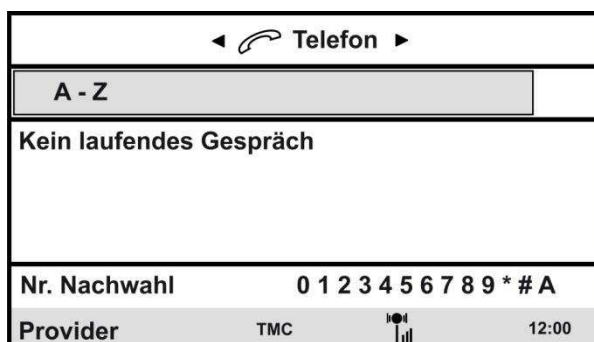 Telefon
A - Z
Kein laufendes Gespräch
Nr. Nachwahl 0 1 2 3 4 5 6 7 8 9 * # A
Provider TMC 12:00